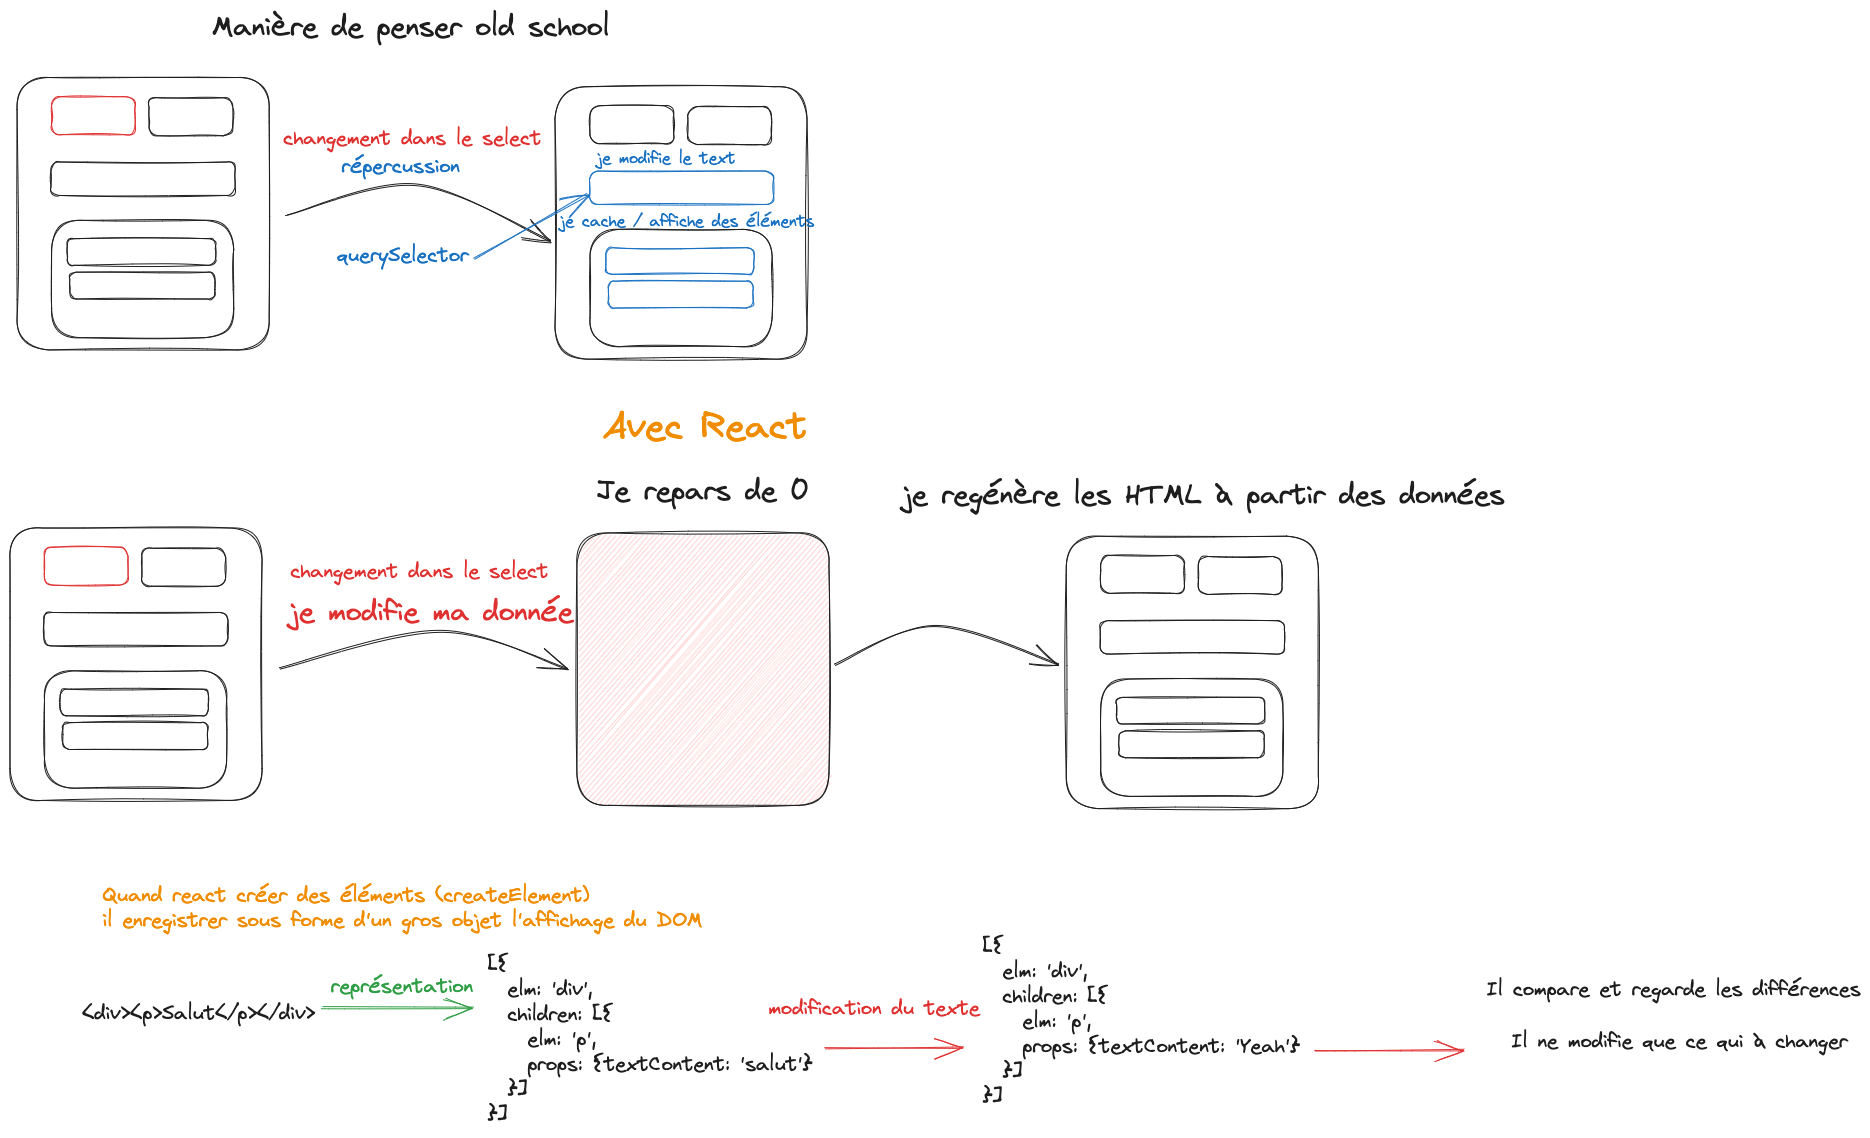 Manière de penser old school
changement dans le select
répercussion
querySelector
je modifie le text
je cache / affiche des éléments
Avec React
Je repars de 0
je regénère les HTML à partir des données
changement dans le select
je modifie ma donnée
Quand react créer des éléments (createElement)
il enregistrer sous forme d'un gros objet l'affichage du DOM
<div><p>Salut</p></div>
représentation
[{
elm: 'div',
children: [{
elm: 'p',
props: {textContent: 'salut'}
}]
}]
modification du texte
[{
elm: 'div',
children: [{
elm: 'p',
props: {textContent: 'Yeah'}
}]
}]
Il compare et regarde les différences
Il ne modifie que ce qui à changer